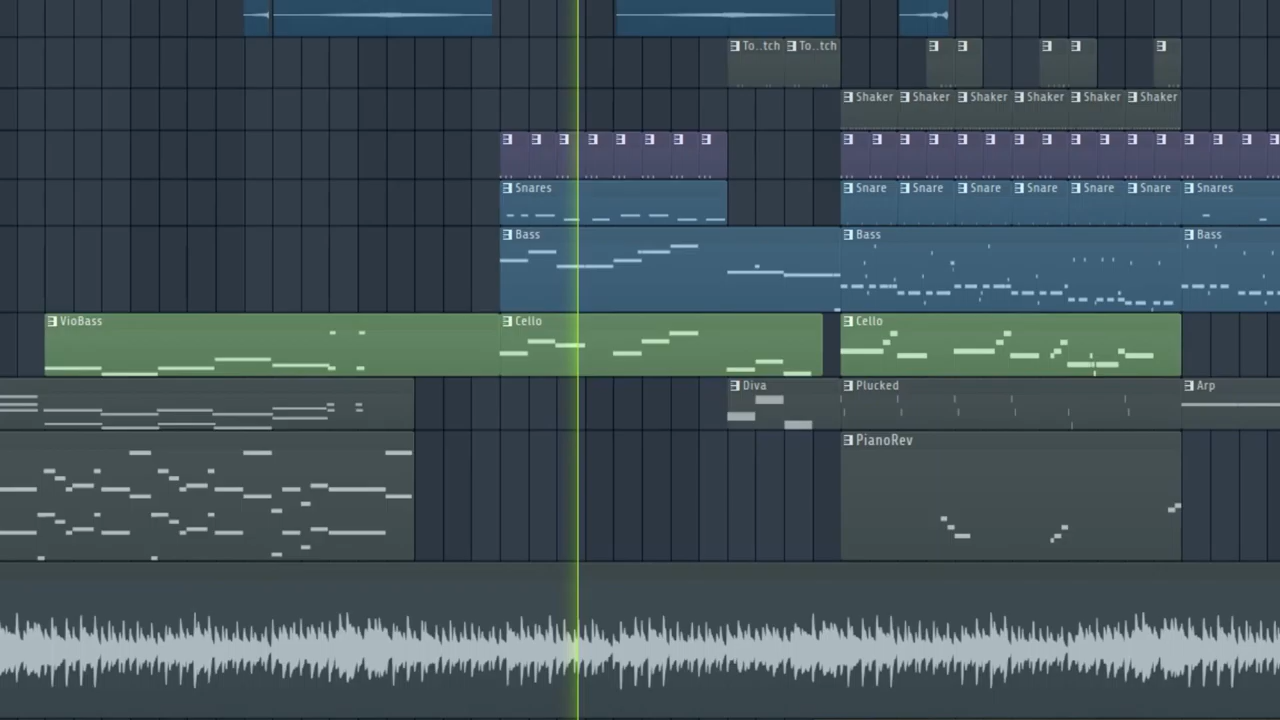 To..tch To..tch
Shaker Shaker Shaker Shaker Shaker Shaker
Snares Snare Snare Snare Snare Snare Snare Snares
Bass Bass Bass
VioBass Cello Cello
Diva Plucked Arp
PianoRev